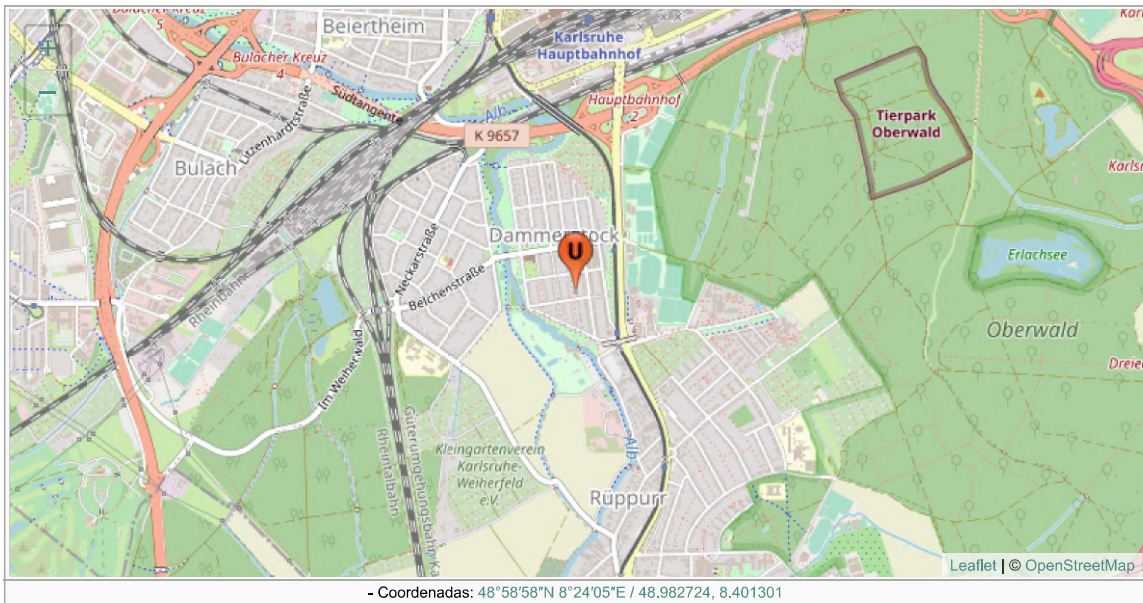 Bulacher Kreuz
5
Beiertheim
Karlsruhe
Hauptbahnhof
Bulacher Kreuz
4
Südtangente
Alb
Hauptbahnhof
2
K 9657
Litzenhardtstraße
Bulach
Tierpark
Oberwald
Dammerstock
U
Neckarstraße
Belchenstraße
Rheinbahn
Erlachsee
Oberwald
Im Weiherwald
Güterumgehungsbahn Ka
Rheintalbahn
Kleingartenverein
Karlsruhe-
Weiherfeld
e.V.
Alb
Rüppurr
+
−
Leaflet | © OpenStreetMap
- Coordenadas: 48°58′58″N 8°24′05″E / 48.982724, 8.401301